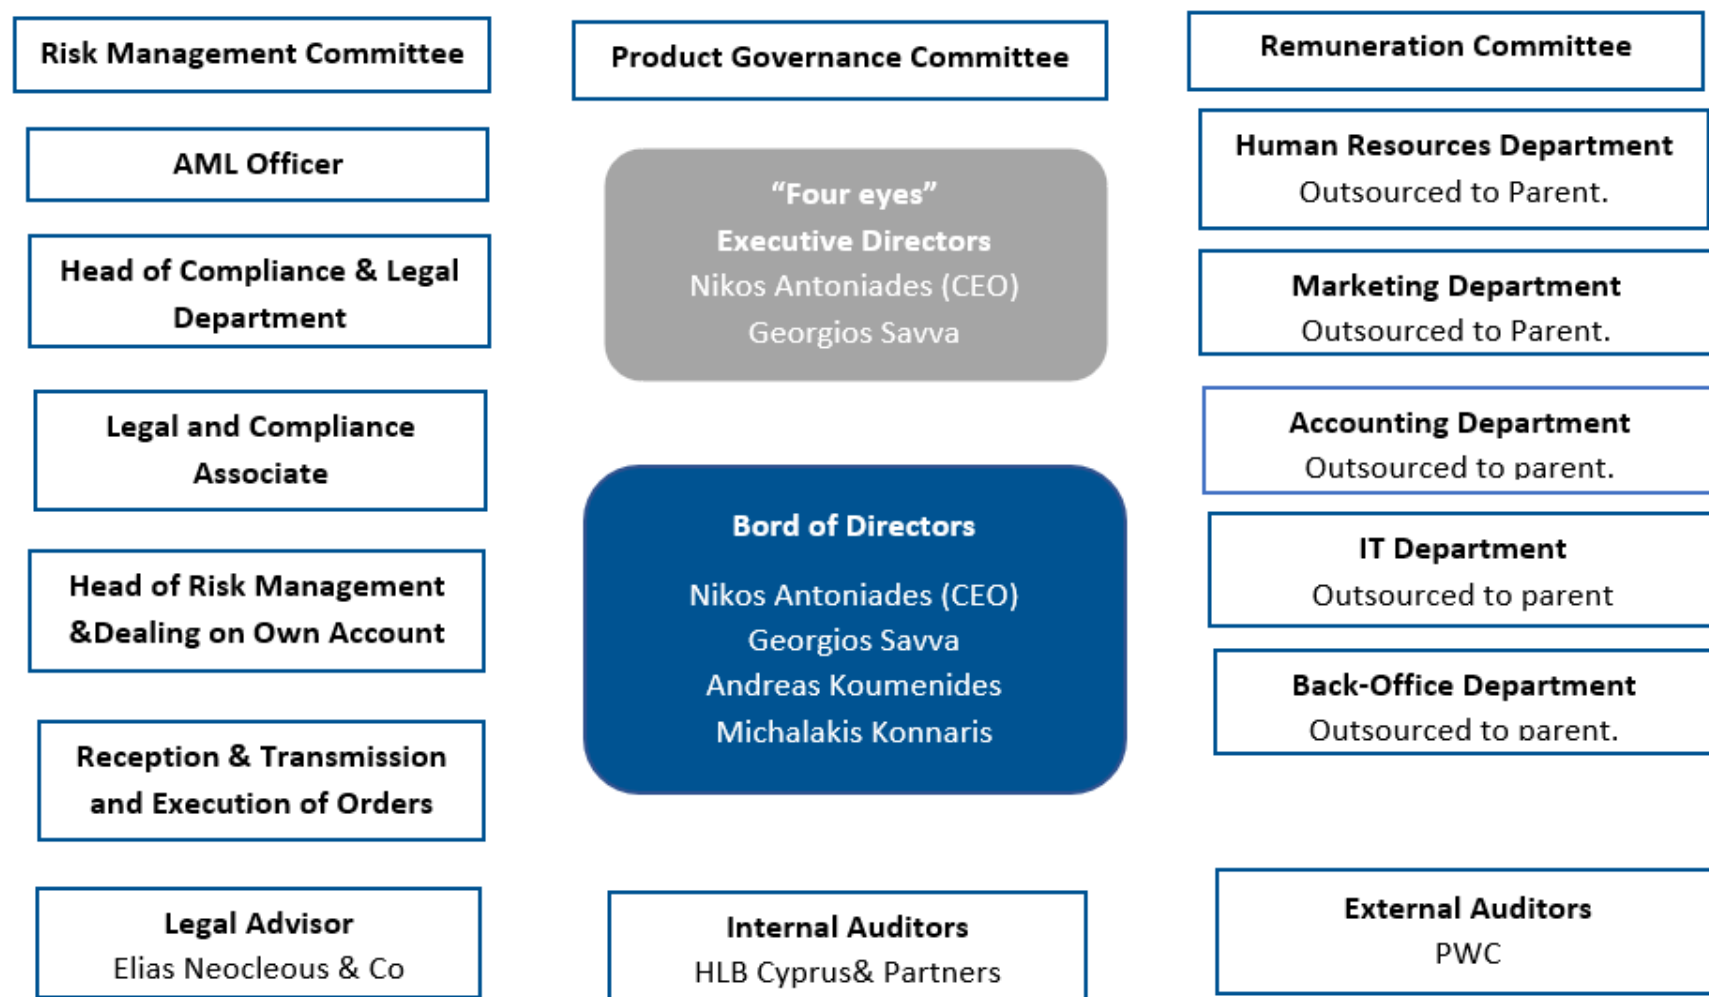 Risk Management Committee
Product Governance Committee
Remuneration Committee
AML Officer
Head of Compliance & Legal
Department
Legal and Compliance
Associate
Head of Risk Management
&Dealing on Own Account
Reception & Transmission
and Execution of Orders
Legal Advisor
Elias Neocleous & Co
“Four eyes”
Executive Directors
Nikos Antoniades (CEO)
Georgios Savva
Bord of Directors
Nikos Antoniades (CEO)
Georgios Savva
Andreas Koumenides
Michalakis Konnaris
Internal Auditors
HLB Cyprus& Partners
Human Resources Department
Outsourced to Parent.
Marketing Department
Outsourced to Parent.
Accounting Department
Outsourced to parent.
IT Department
Outsourced to parent
Back-Office Department
Outsourced to parent.
External Auditors
PWC